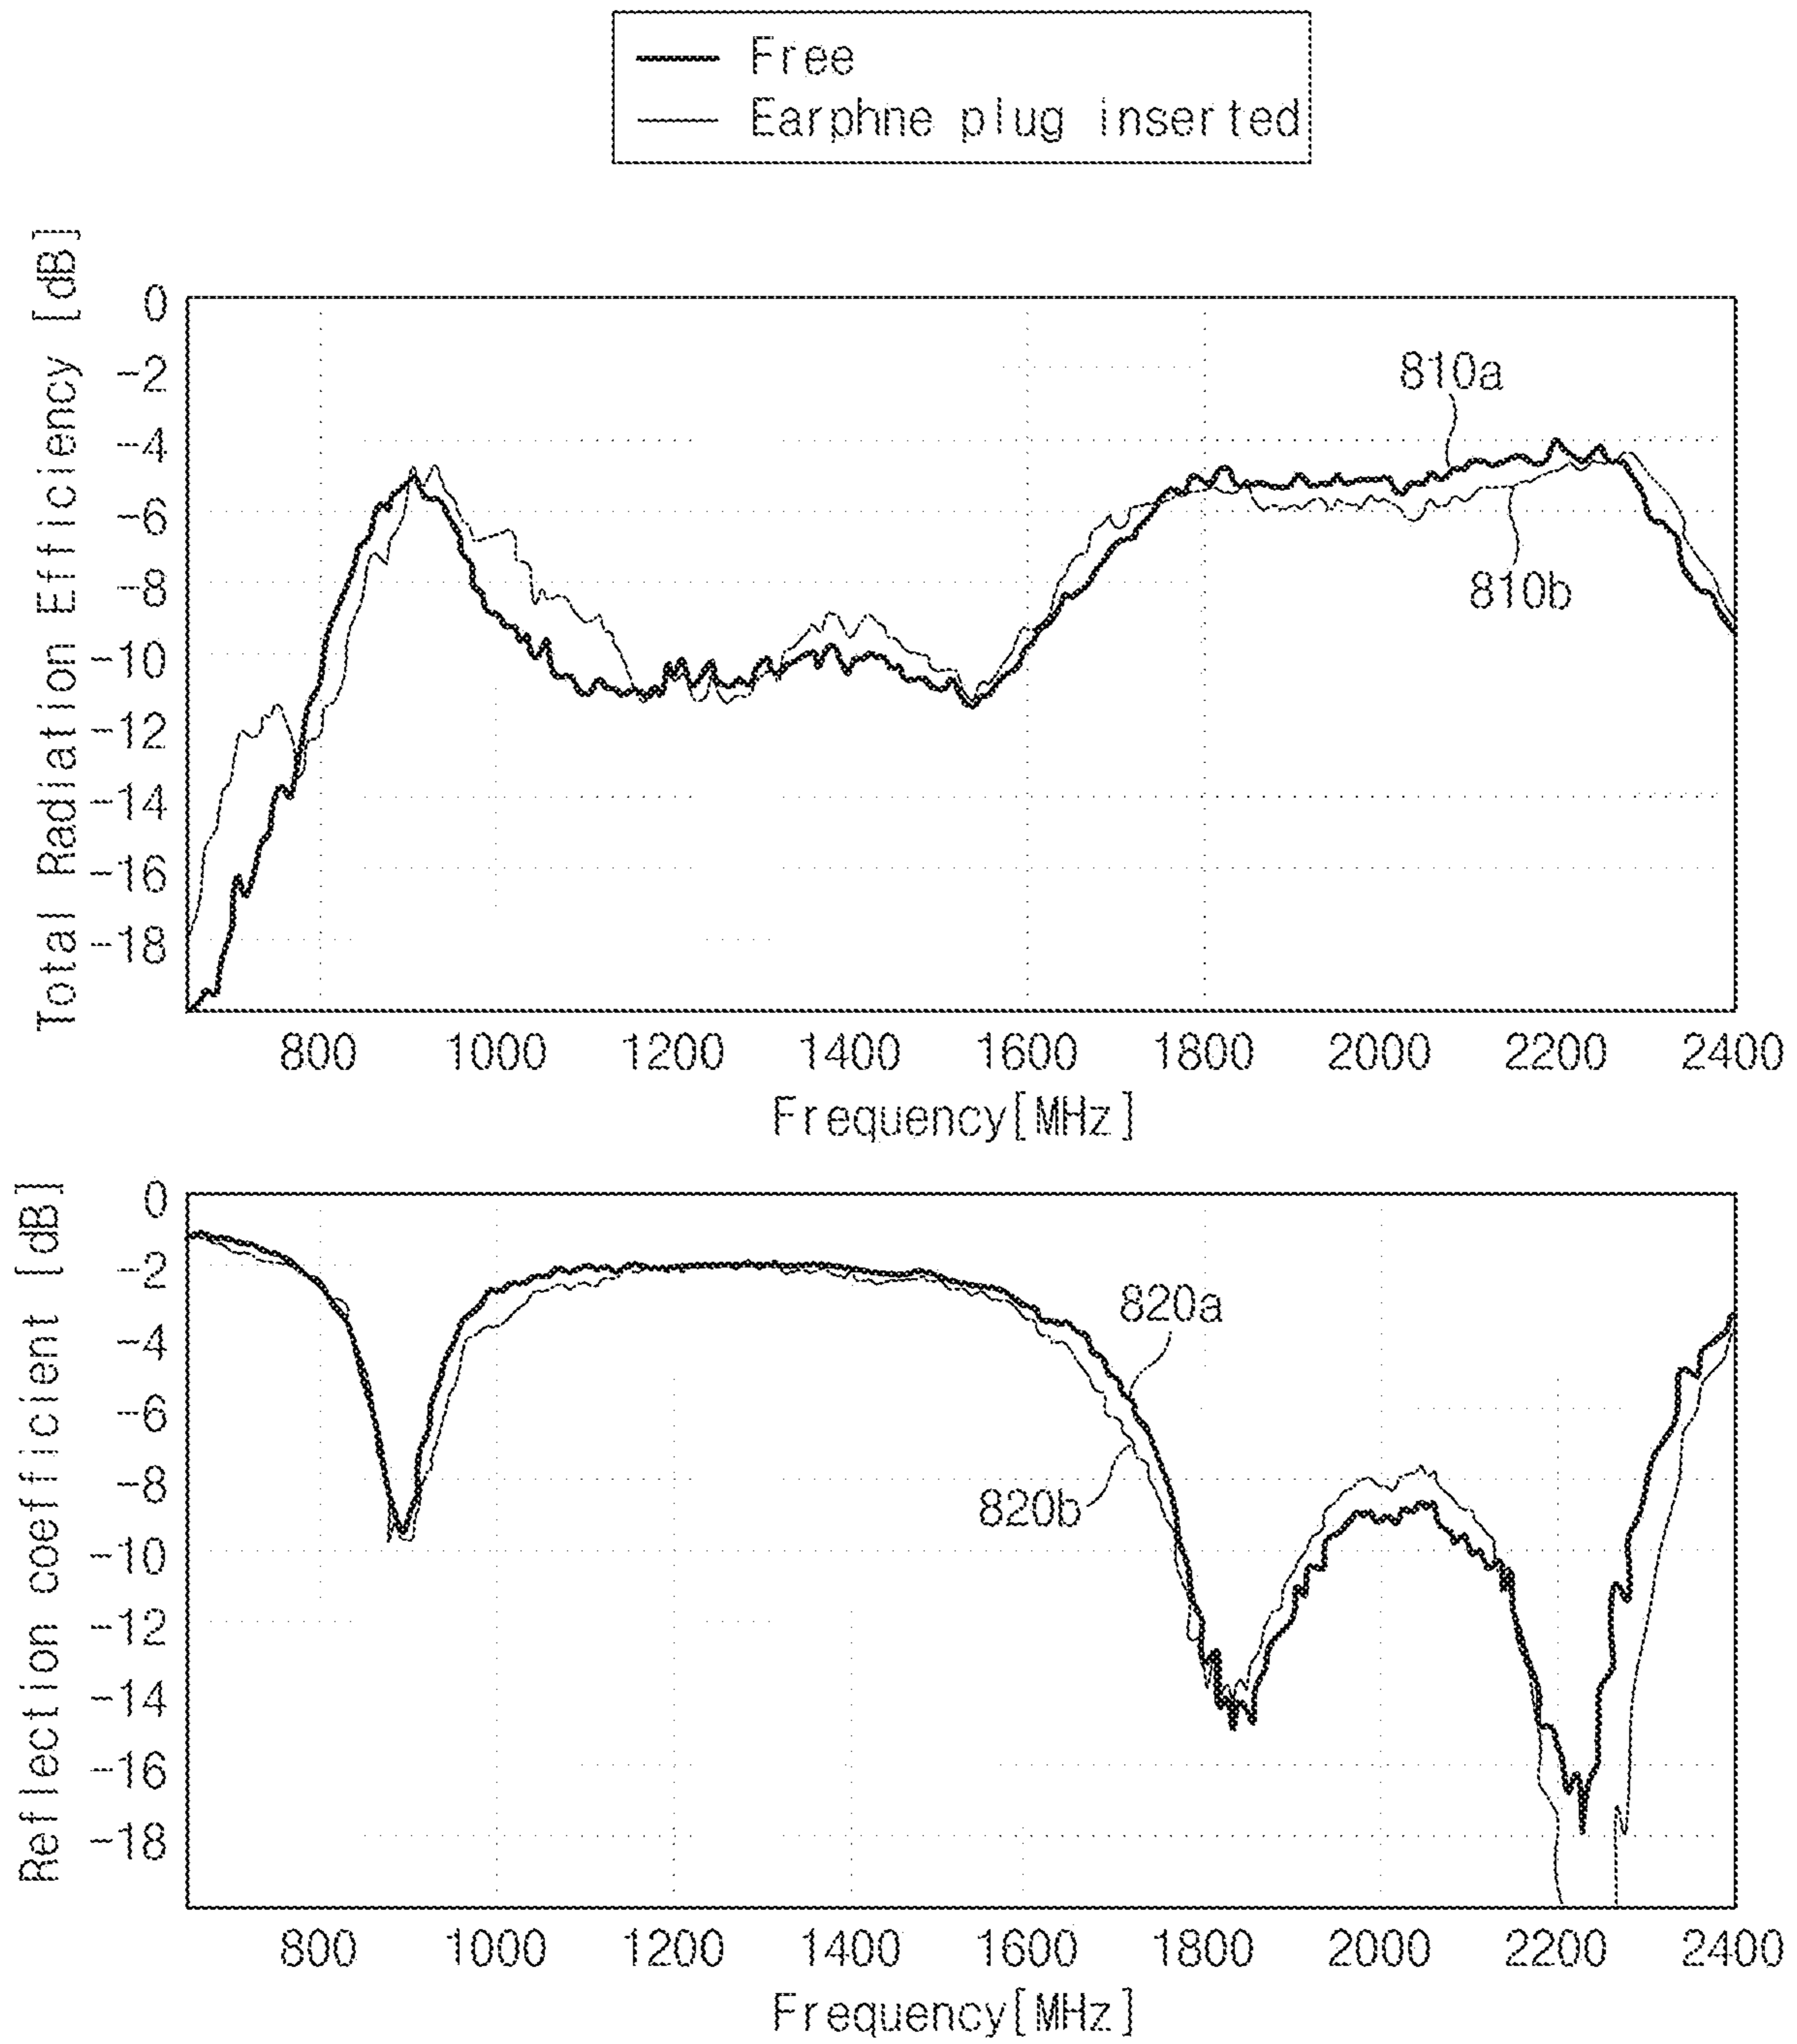 Free
Earphne plug inserted
Total Radiation Efficiency [dB]
0
-2
-4
-6
-8
-10
-12
-14
-16
-18
810a
810b
800 1000 1200 1400 1600 1800 2000 2200 2400
Frequency[MHz]
Reflection coefficient [dB]
0
-2
-4
-6
-8
-10
-12
-14
-16
-18
820a
820b
800 1000 1200 1400 1600 1800 2000 2200 2400
Frequency[MHz]